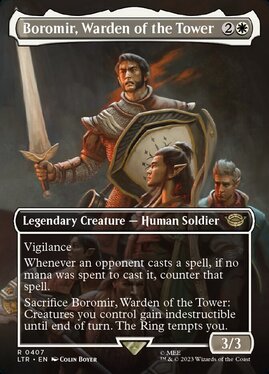 Boromir, Warden of the Tower 2
Legendary Creature — Human Soldier
Vigilance
Whenever an opponent casts a spell, if
no mana was spent to cast it, counter
that spell.
Sacrifice Boromir, Warden of the Tower:
Creatures you control gain indestructible
until end of turn. The Ring tempts you.
3/3
R 0407
LTR • EN Colin Boyer
™ & © 2023 Wizards of the Coast
© MEE